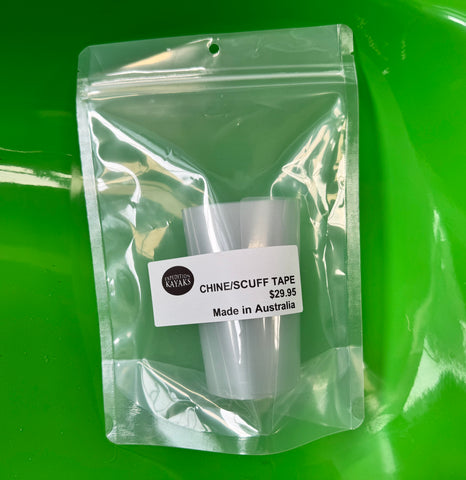 EXPEDITION
KAYAKS
CHINE/SCUFF TAPE
$29.95
Made in Australia